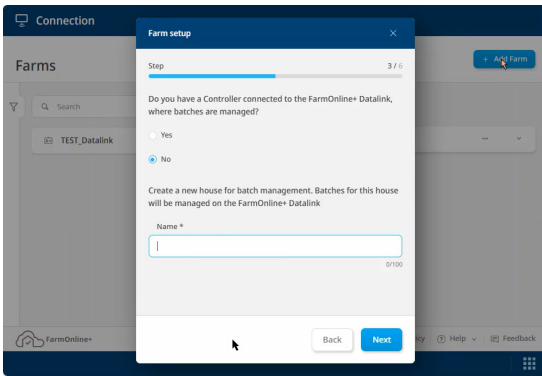 Connection
Farm setup
Farms
+ Add Farm
Step
3 / 6
Search
Do you have a Controller connected to the FarmOnline+ Datalink,
where batches are managed?
Yes
TEST_Datalink
No
Create a new house for batch management. Batches for this house
will be managed on the FarmOnline+ Datalink
Name *
0/100
Back
Next
FarmOnline+
Help
Feedback